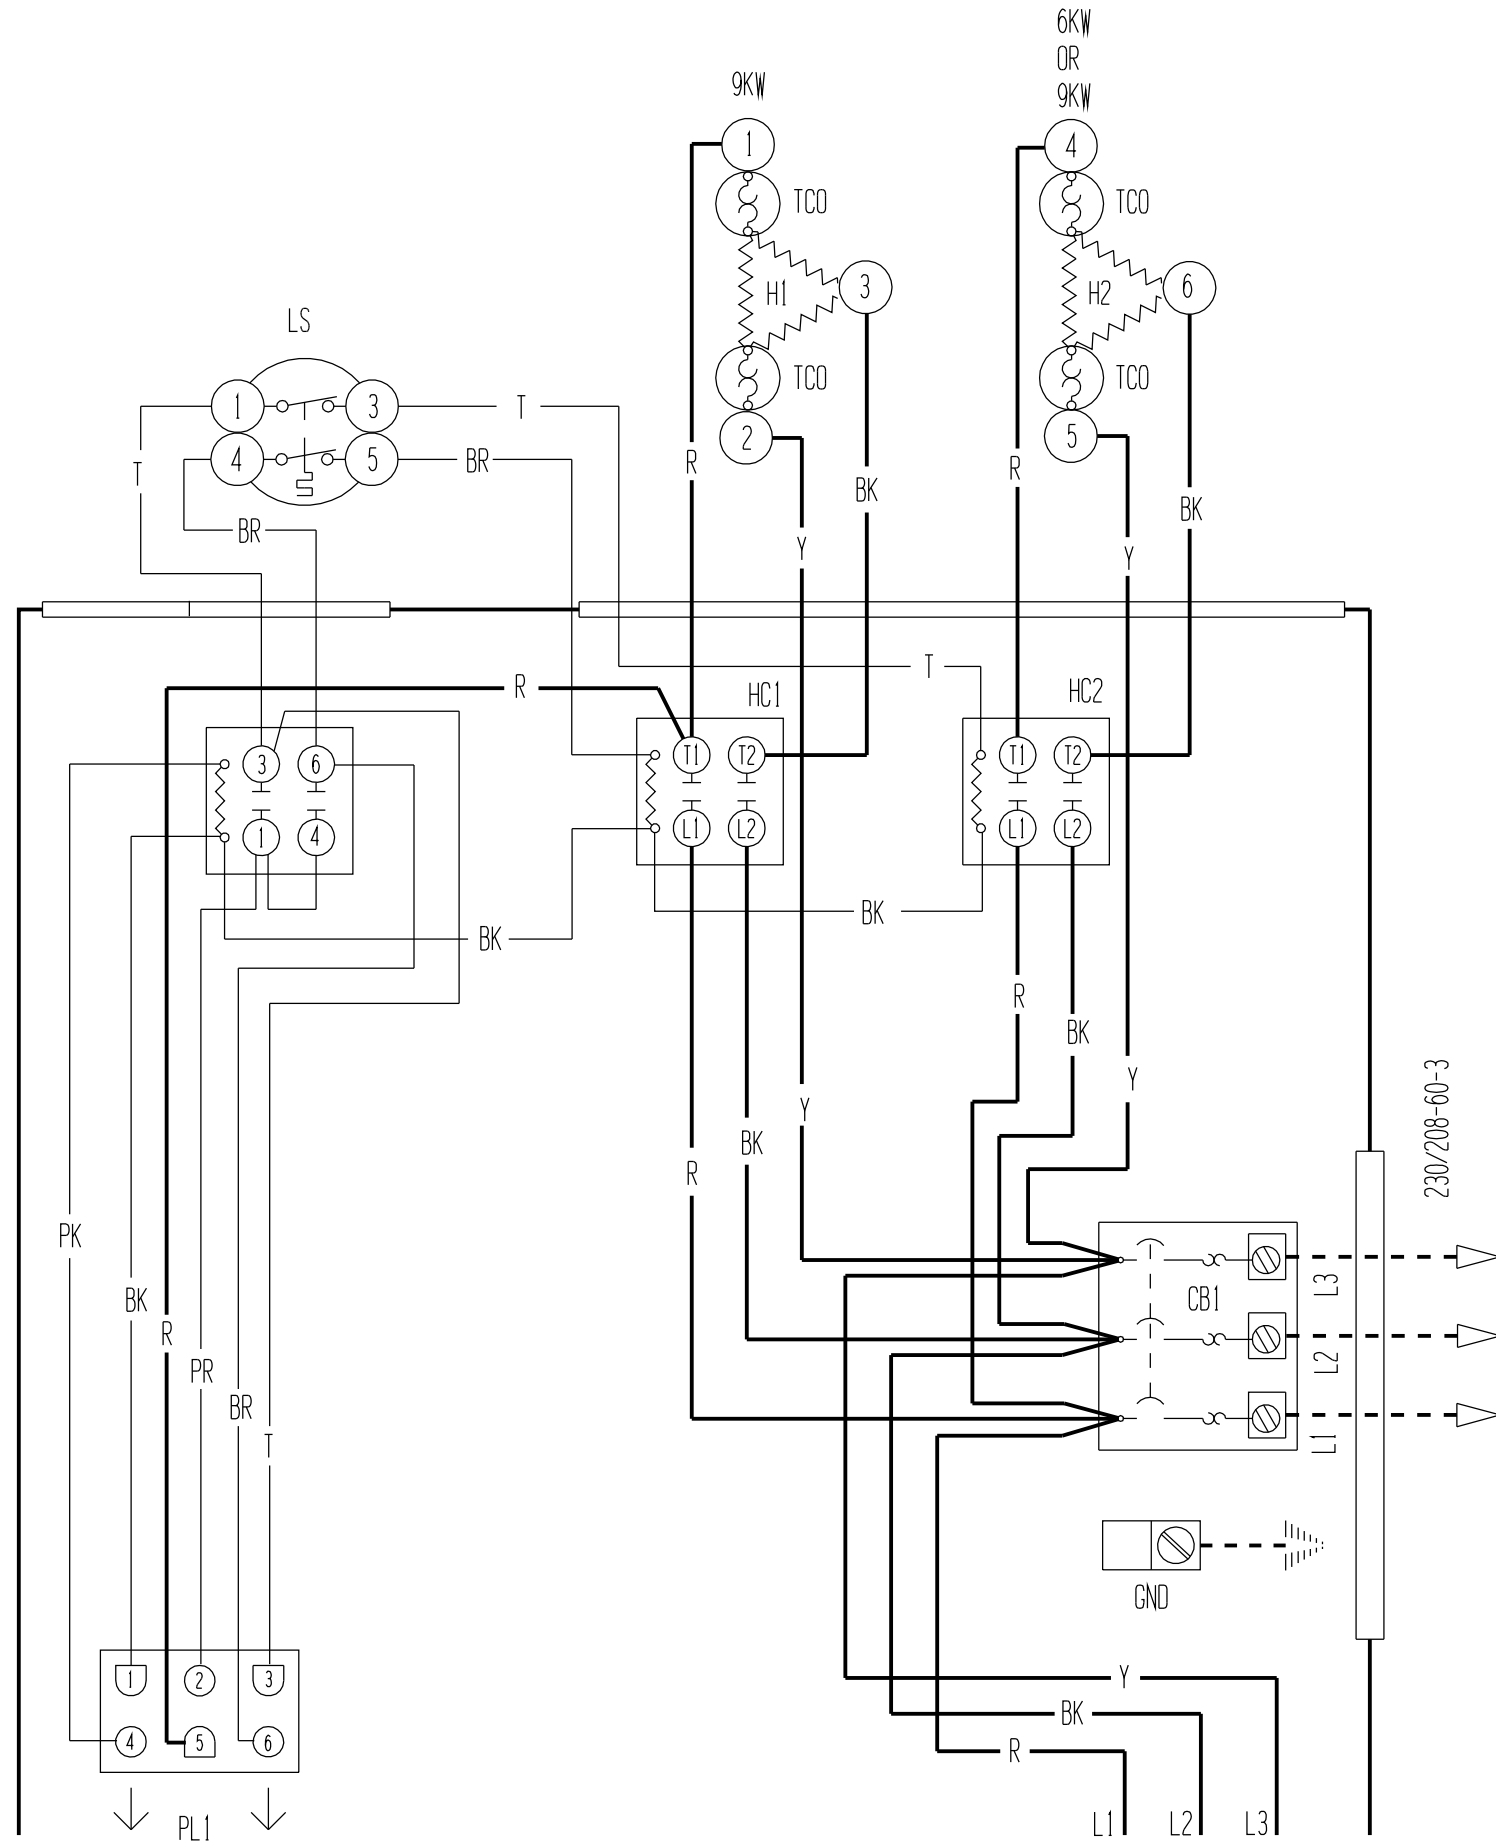 6KW
OR
9KW
9KW
1
4
TCO
TCO
H1
3
H2
6
LS
TCO
TCO
1
3
T
2
5
4
5
BR
R
R
T
BK
BK
BR
Y
Y
T
R
HC1
HC2
3
6
T1
T2
T1
T2
1
4
L1
L2
L1
L2
BK
BK
R
BK
Y
Y
BK
R
230/208-60-3
PK
BK
R
PR
BR
T
CB1
L3
L2
L1
GND
1
2
3
Y
BK
4
5
6
R
PL1
L1
L2
L3